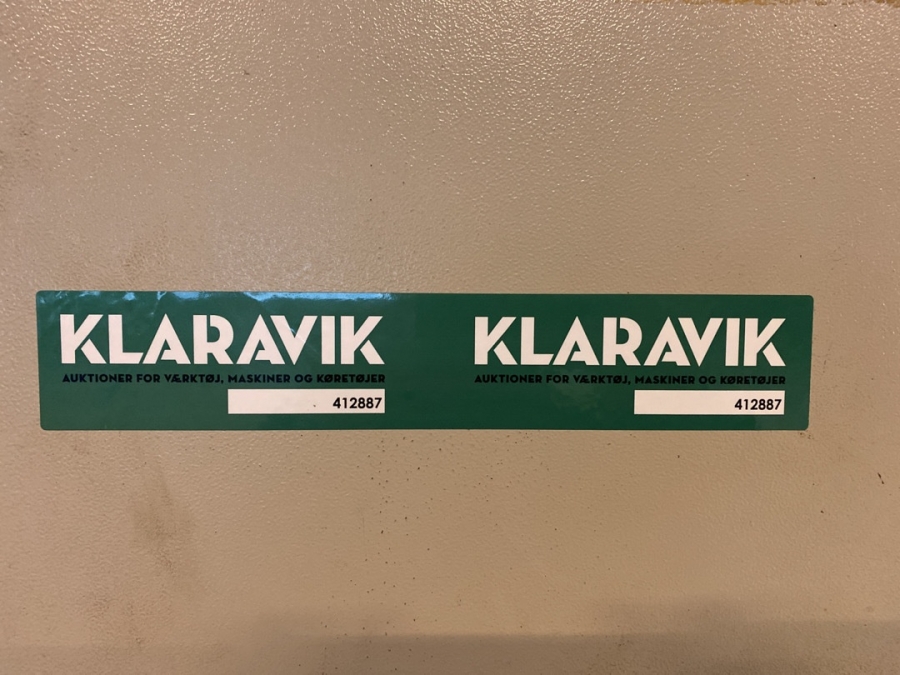 KLARAVIK
AUKTIONER FOR VÆRKTØJ, MASKINER OG KØRETØJER
412887
KLARAVIK
AUKTIONER FOR VÆRKTØJ, MASKINER OG KØRETØJER
412887